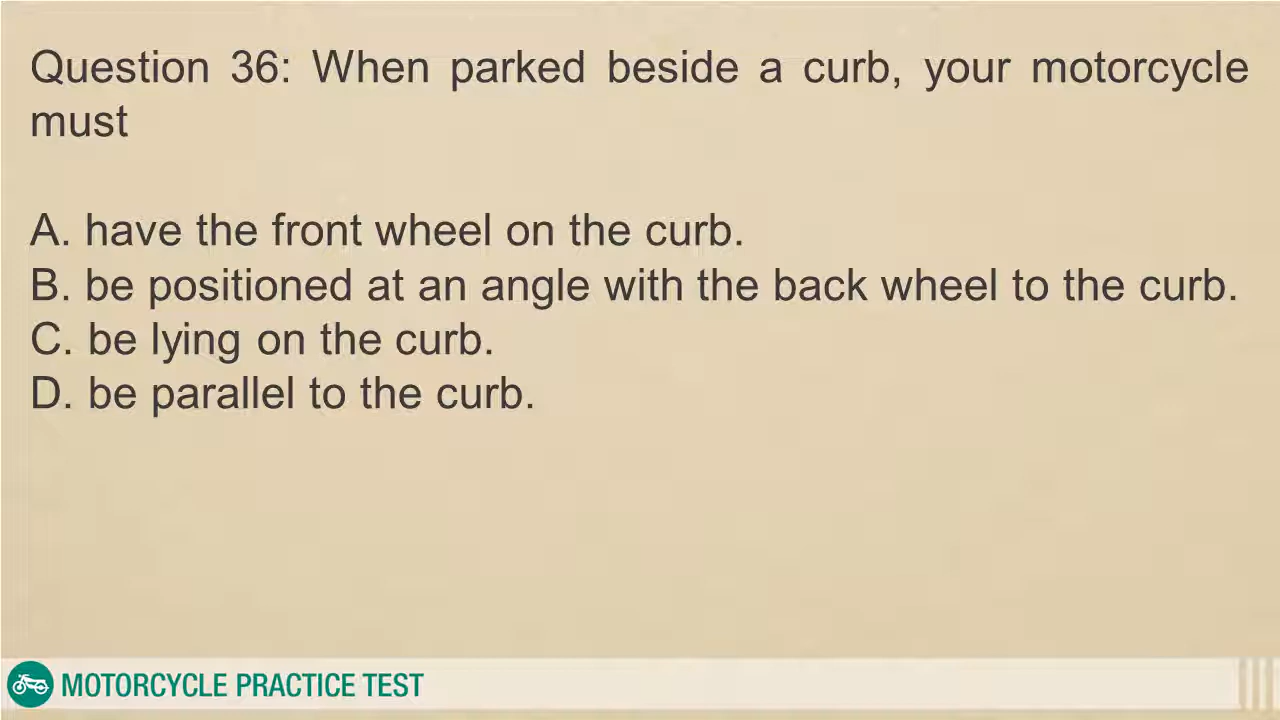 Question 36: When parked beside a curb, your motorcycle
must
A. have the front wheel on the curb.
B. be positioned at an angle with the back wheel to the curb.
C. be lying on the curb.
D. be parallel to the curb.
MOTORCYCLE PRACTICE TEST